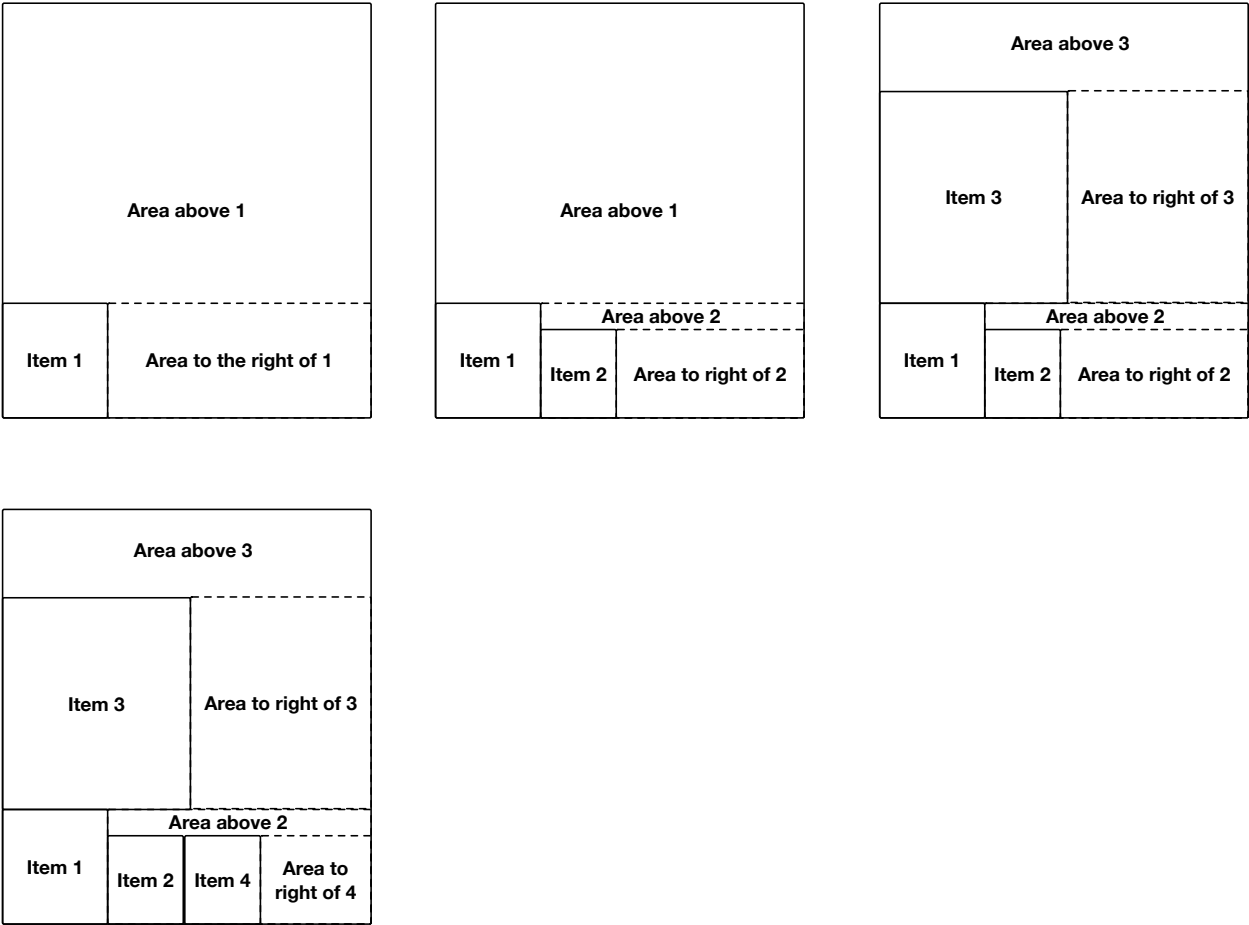 Area above 1
Item 1
Area to the right of 1
Area above 1
Area above 2
Item 1
Item 2
Area to right of 2
Area above 3
Item 3
Area to right of 3
Area above 2
Item 1
Item 2
Area to right of 2
Area above 3
Item 3
Area to right of 3
Area above 2
Item 1
Item 2
Item 4
Area to
right of 4